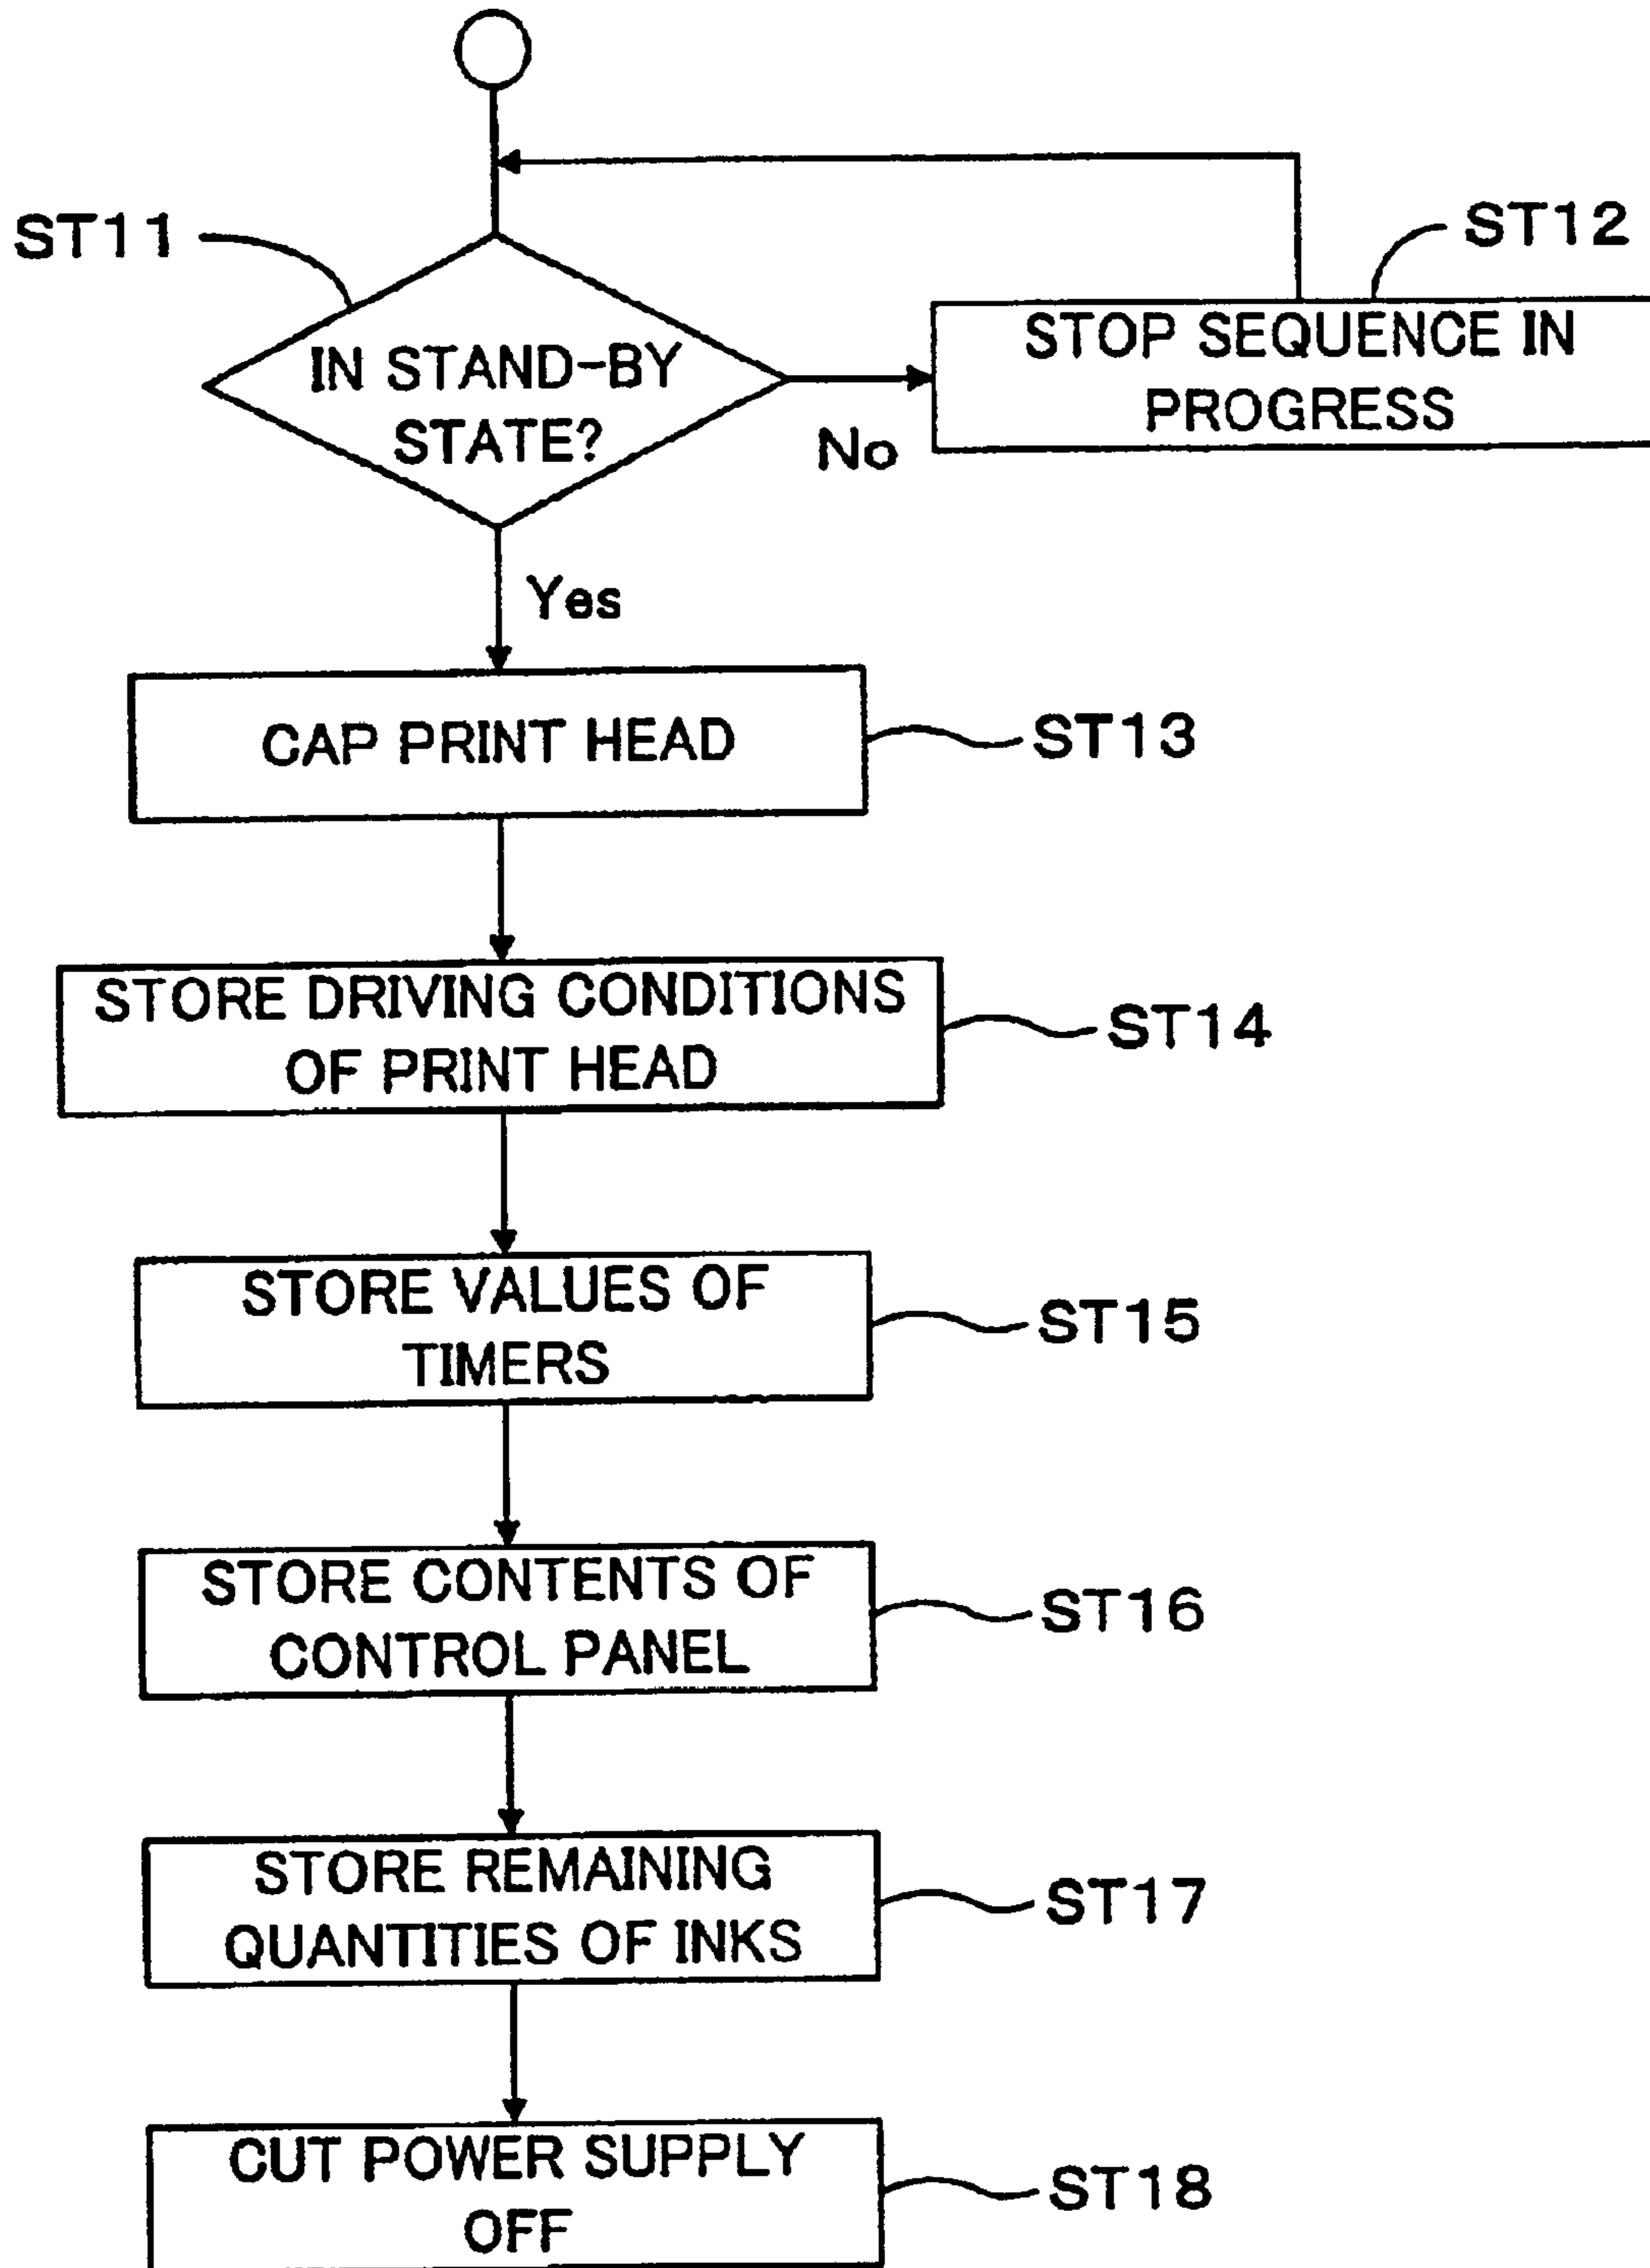 ST11
ST12
IN STAND-BY
STATE?
STOP SEQUENCE IN
PROGRESS
No
Yes
CAP PRINT HEAD
ST13
STORE DRIVING CONDITIONS
OF PRINT HEAD
ST14
STORE VALUES OF
TIMERS
ST15
STORE CONTENTS OF
CONTROL PANEL
ST16
STORE REMAINING
QUANTITIES OF INKS
ST17
CUT POWER SUPPLY
OFF
ST18